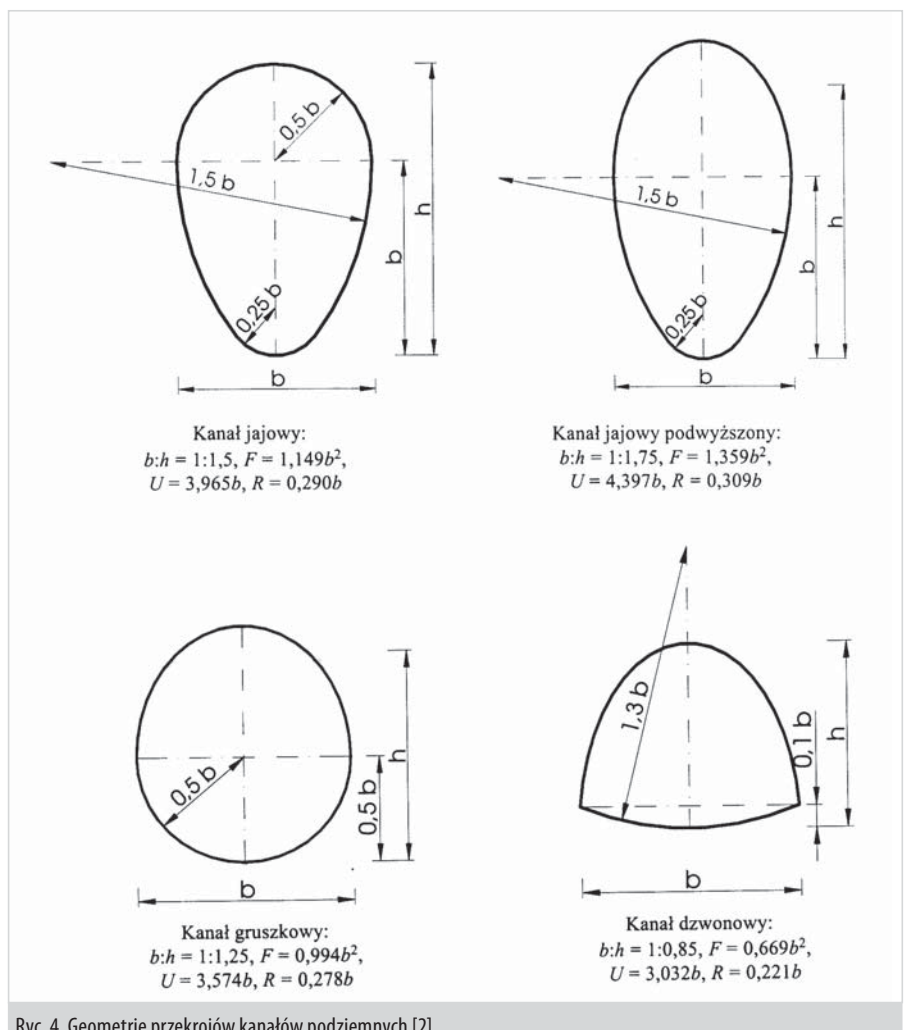 0,5 b
1,5 b
0,25 b
b
h
b
Kanał jajowy:
b:h = 1:1,5, F = 1,149b²,
U = 3,965b, R = 0,290b
1,5 b
0,25 b
b
h
b
Kanał jajowy podwyższony:
b:h = 1:1,75, F = 1,359b²,
U = 4,397b, R = 0,309b
0,5 b
0,5 b
h
b
Kanał gruszkowy:
b:h = 1:1,25, F = 0,994b²,
U = 3,574b, R = 0,278b
1,3 b
0,1 b
h
b
Kanał dzwonowy:
b:h = 1:0,85, F = 0,669b²,
U = 3,032b, R = 0,221b
Ryc. 4. Geometrie przekrojów kanałów podziemnych [2]